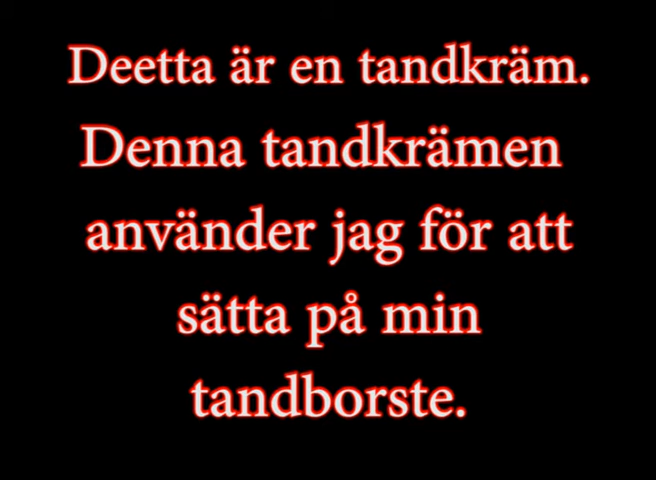 Deetta är en tandkräm.
Denna tandkrämen
använder jag för att
sätta på min
tandborste.